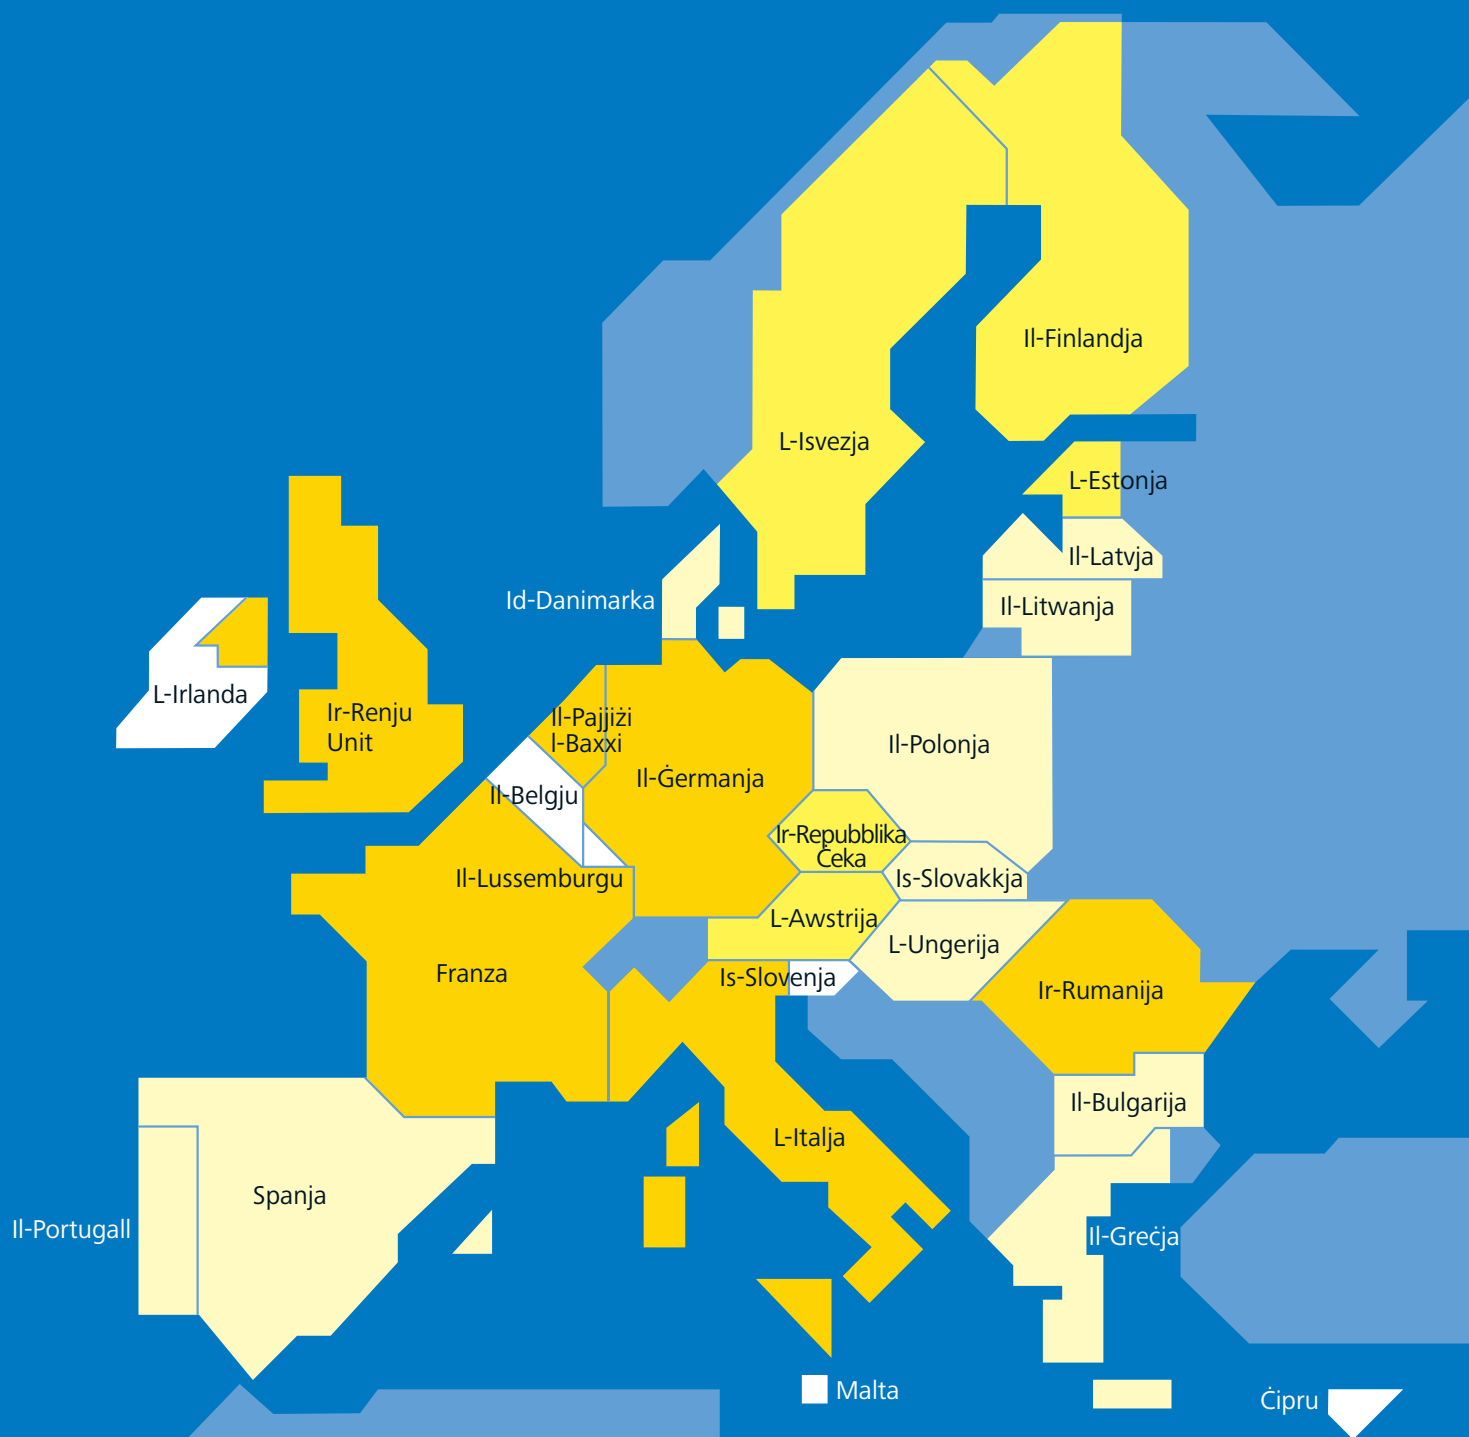 Il-Finlandja
L-Isvezja
L-Estonja
Il-Latvja
Id-Danimarka
Il-Litwanja
L-Irlanda
Ir-Renju
Unit
Il-Pajjiżi
l-Baxxi
Il-Polonja
Il-Ġermanja
Il-Belgju
Ir-Repubblika
Ċeka
Il-Lussemburgu
Is-Slovakkja
L-Awstrija
L-Ungerija
Franza
Is-Slovenja
Ir-Rumanija
Il-Bulgarija
L-Italja
Spanja
Il-Portugall
Il-Greċja
Malta
Ċipru